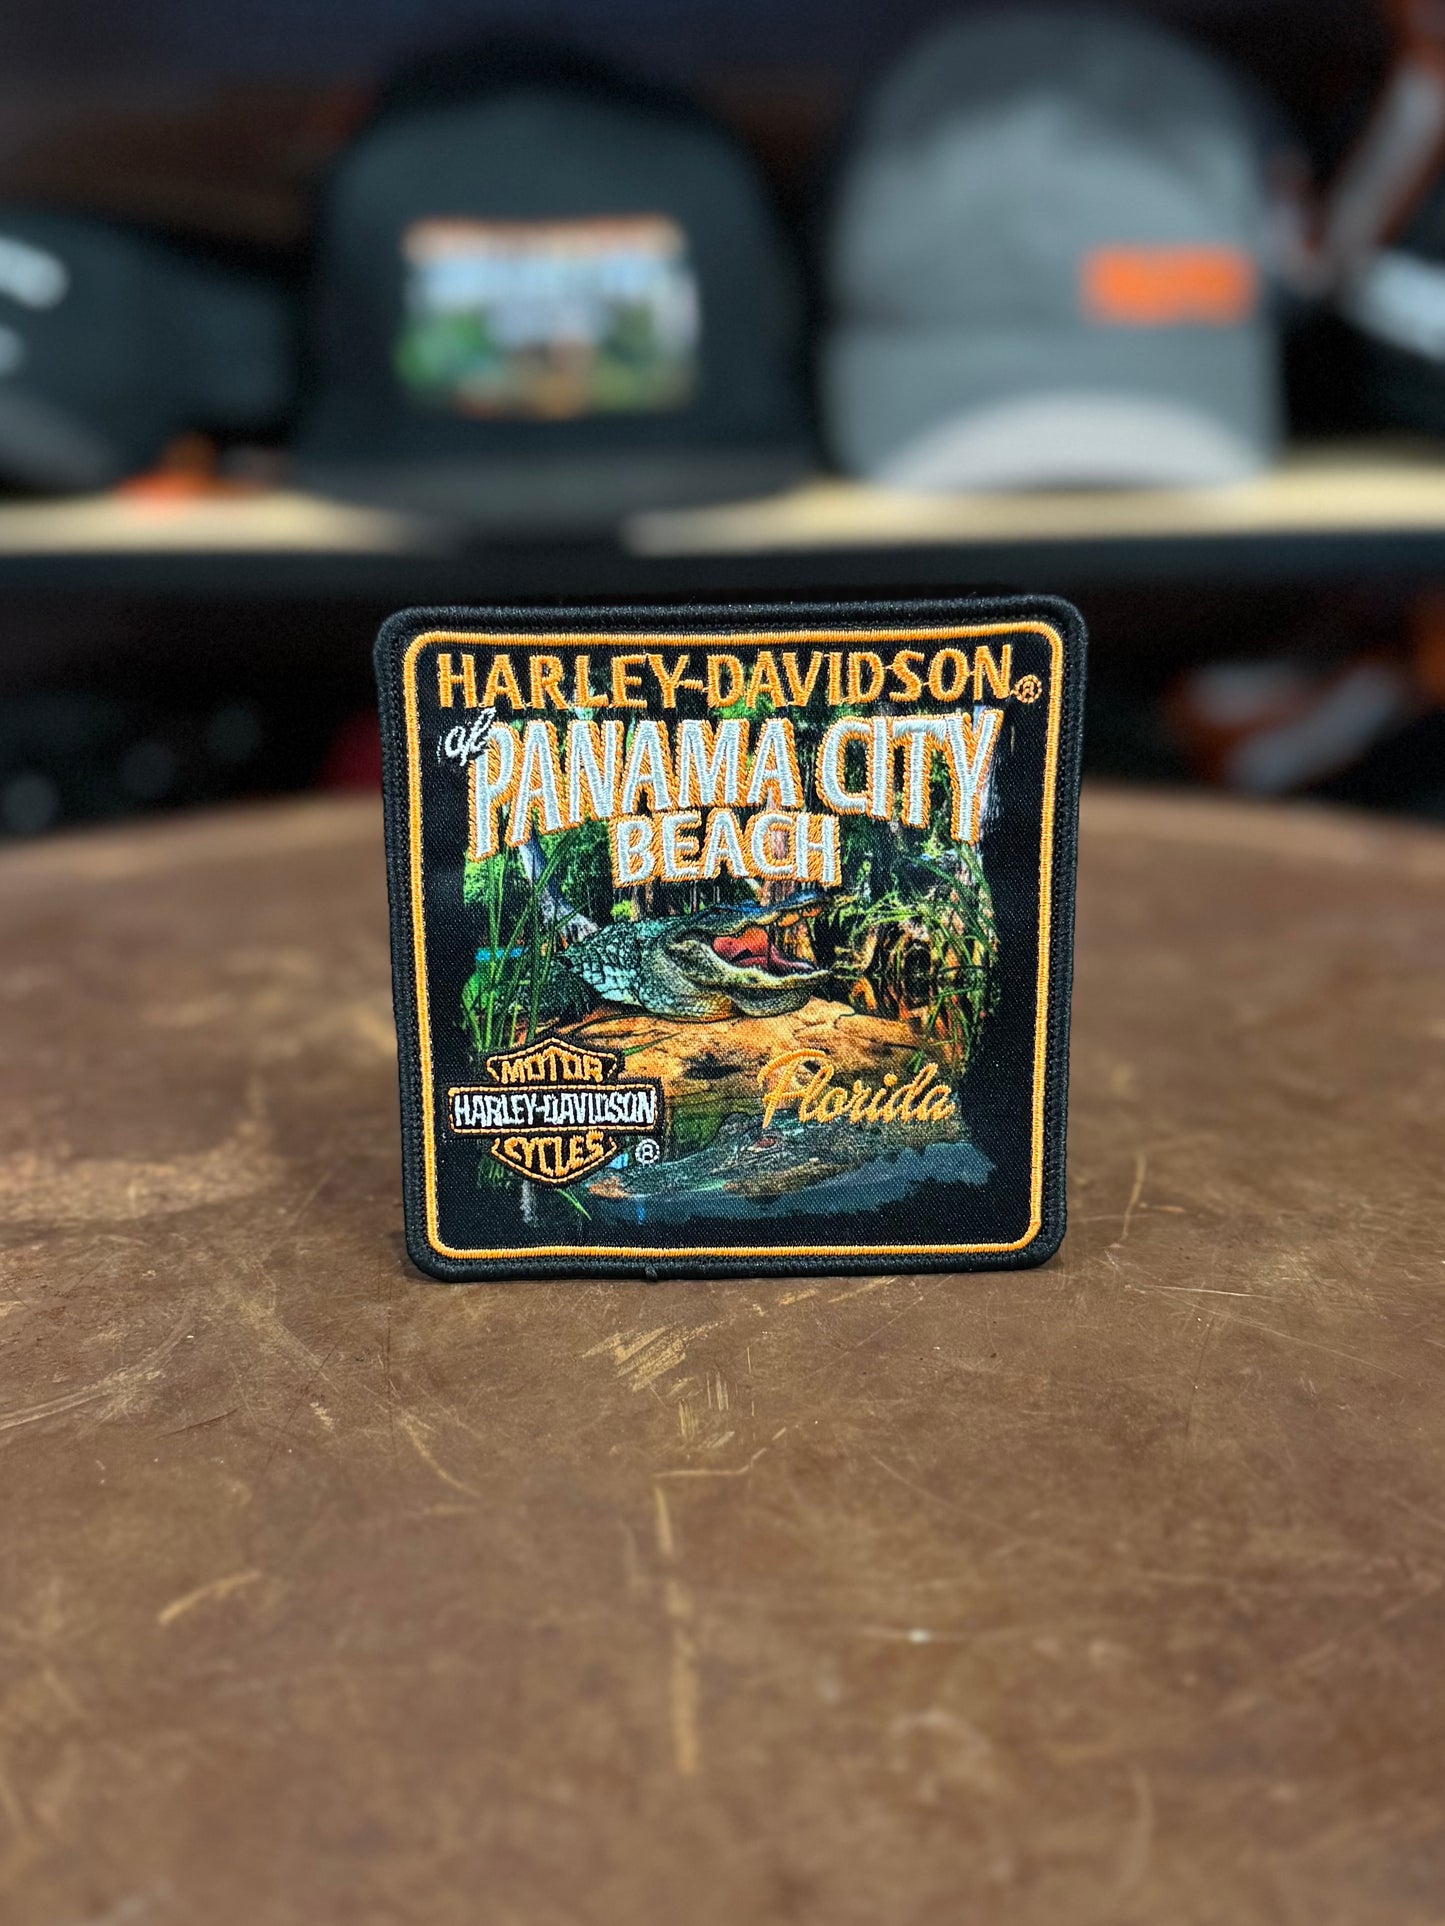 HARLEY-DAVIDSON®
of PANAMA CITY
BEACH
MOTOR
HARLEY-DAVIDSON
CYCLES ®
Florida